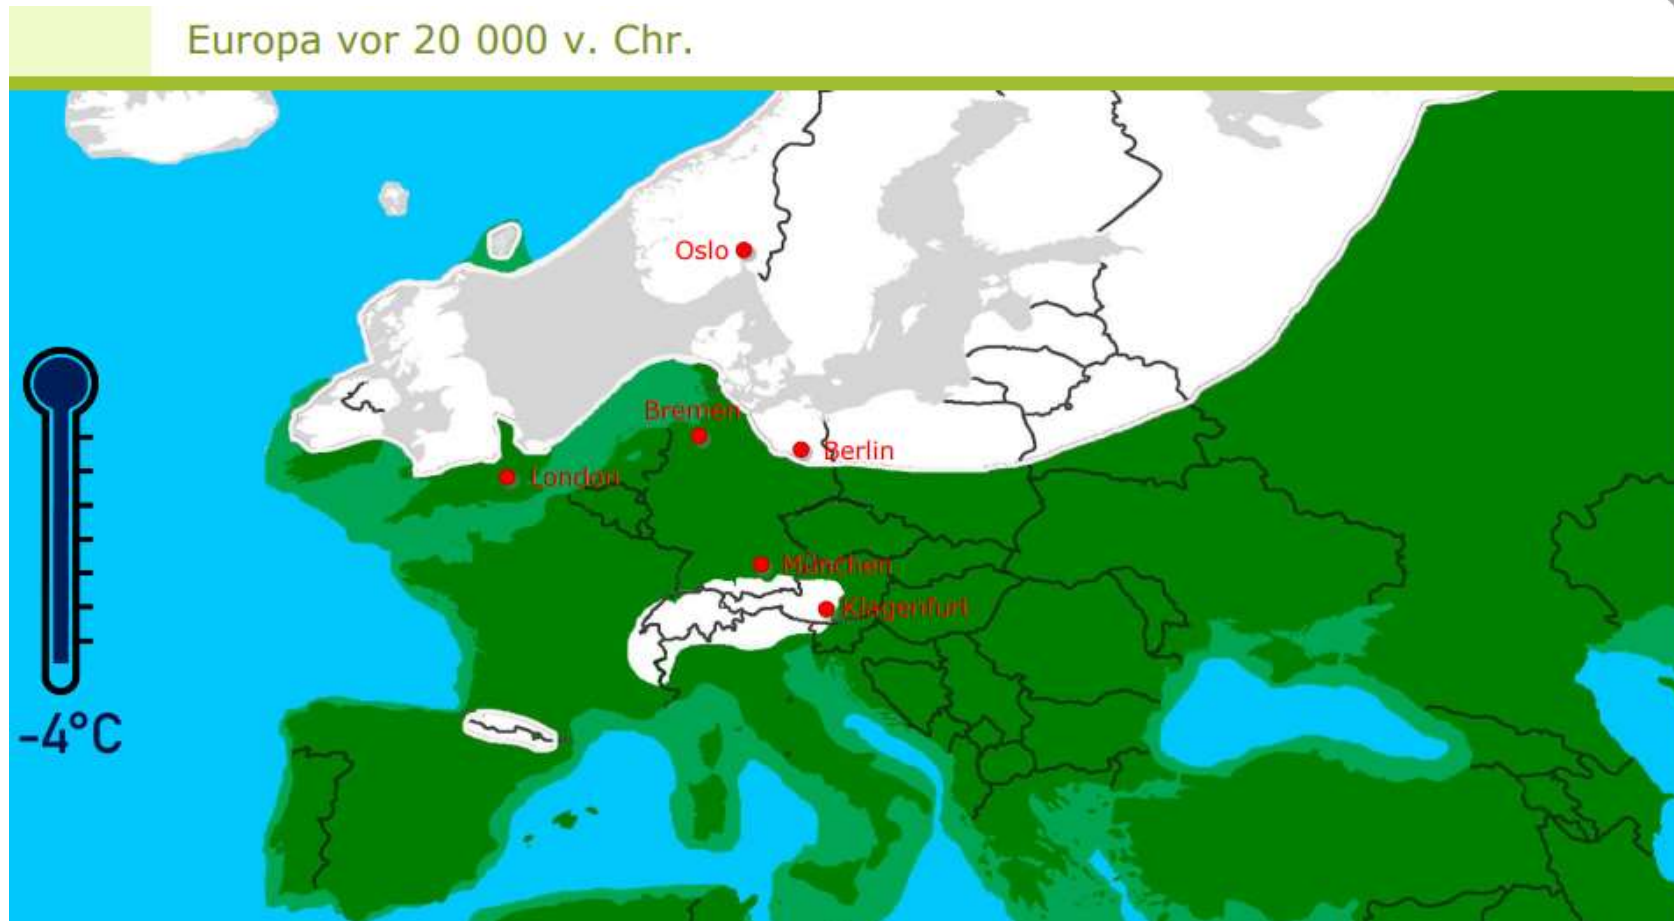 Europa vor 20 000 v. Chr.
Oslo
Bremen
Berlin
London
München
Klagenfurt
-4°C